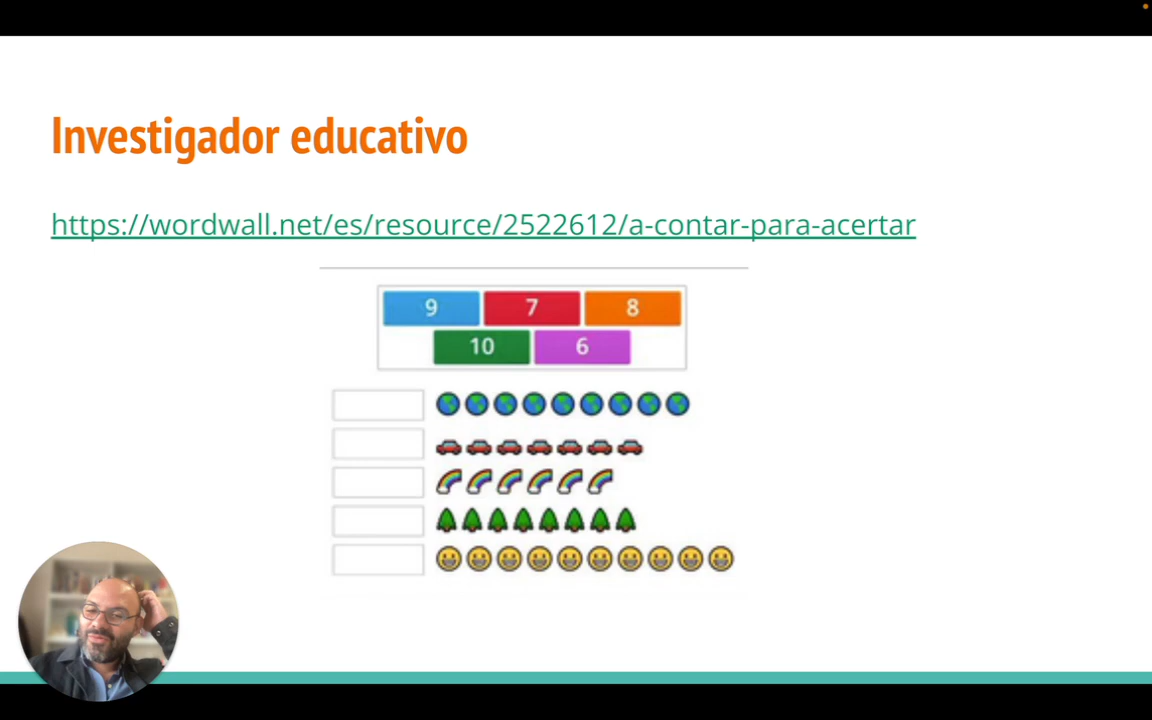 Investigador educativo
https://wordwall.net/es/resource/2522612/a-contar-para-acertar
9 7 8
10 6